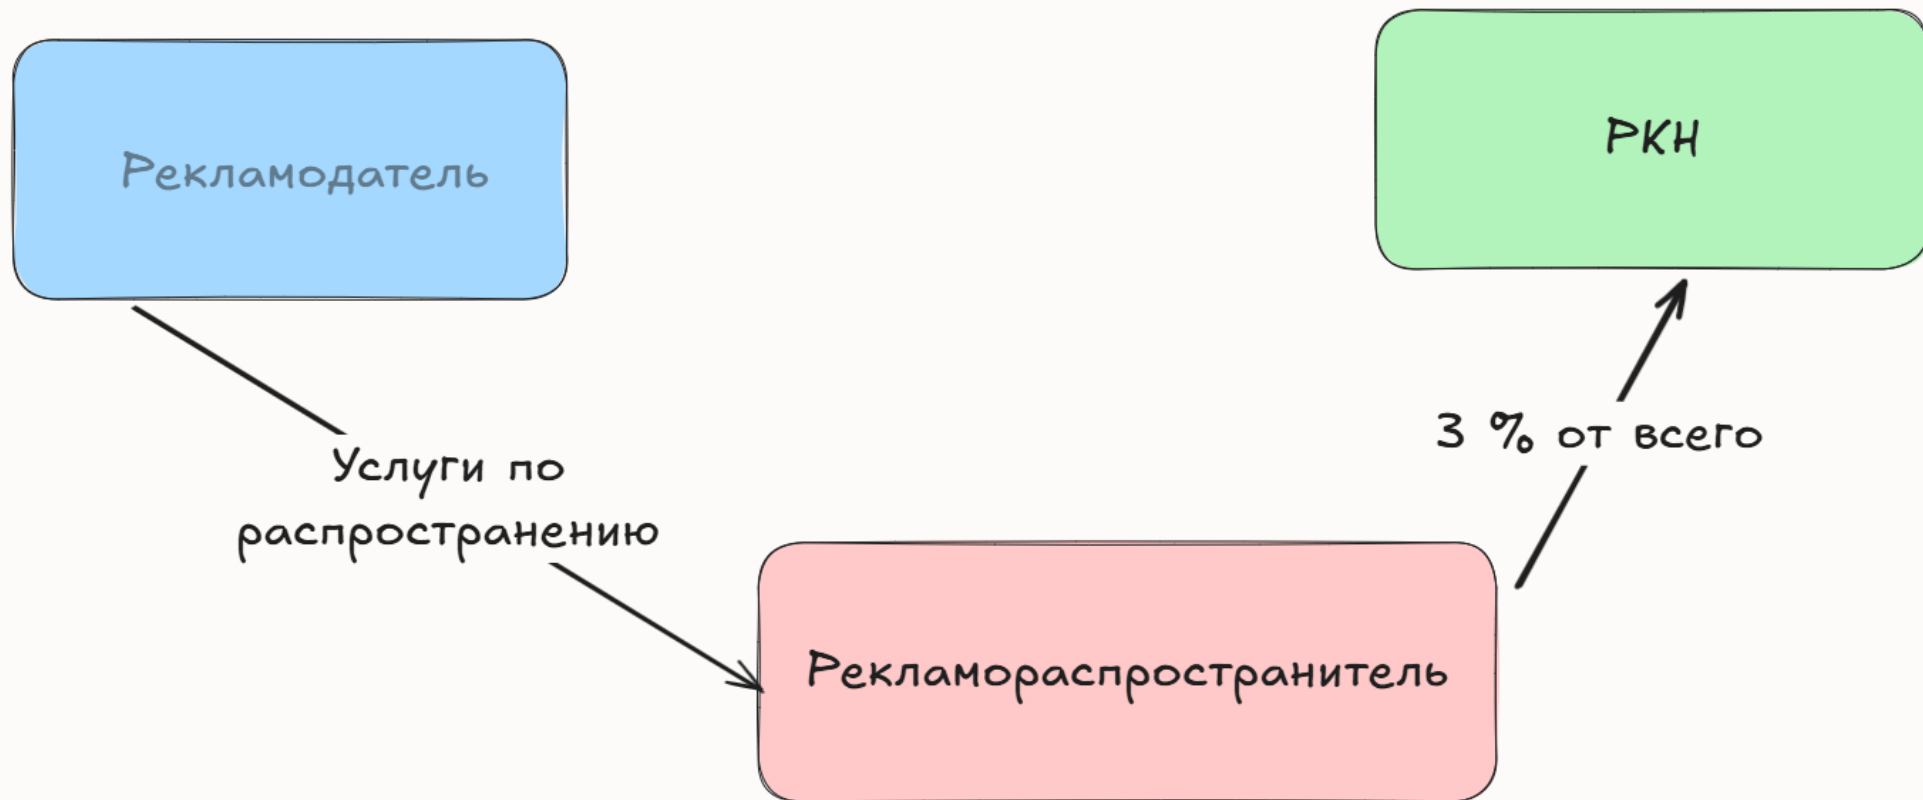 Рекламодатель
РКН
3 % от всего
Услуги по
распространению
Рекламораспространитель